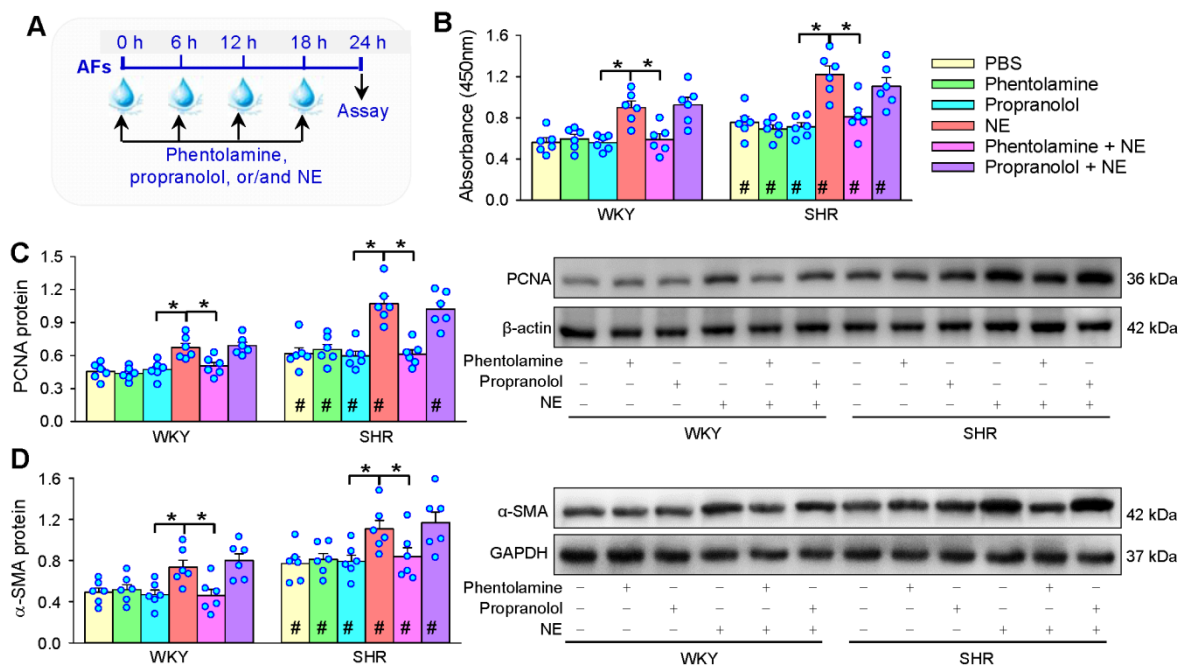 A
0 h 6 h 12 h 18 h 24 h
AFs
Assay
Phentolamine,
propranolol, or/and NE
B
Absorbance (450nm)
1.8
1.2
0.6
0.0
* * * *
# # # # # #
WKY SHR
PBS
Phentolamine
Propranolol
NE
Phentolamine + NE
Propranolol + NE
C
PCNA protein
1.5
1.2
0.9
0.6
0.3
0.0
* * * *
# # # # # #
WKY SHR
PCNA 36 kDa
β-actin 42 kDa
Phentolamine − + − − + − − + − − + −
Propranolol − − + − − + − − + − − +
NE − − − + + + − − − + + +
WKY SHR
D
α-SMA protein
1.6
1.2
0.8
0.4
0.0
* * * *
# # # # # #
WKY SHR
α-SMA 42 kDa
GAPDH 37 kDa
Phentolamine − + − − + − − + − − + −
Propranolol − − + − − + − − + − − +
NE − − − + + + − − − + + +
WKY SHR